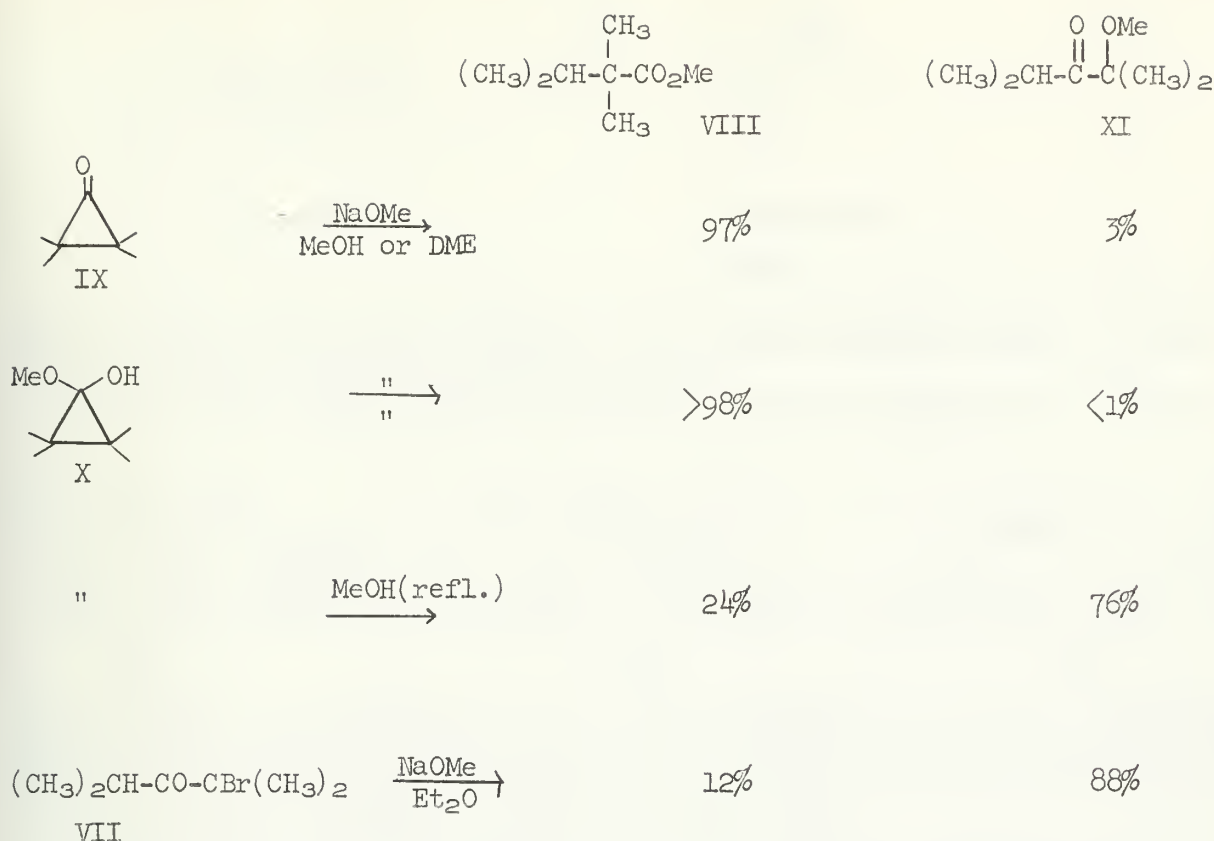 CH3
(CH3)2CH-C-CO2Me
CH3 VIII
O OMe
(CH3)2CH-C-C(CH3)2
XI
O
IX
NaOMe
MeOH or DME
97%
3%
MeO OH
X
"
"
>98%
<1%
"
MeOH(refl.)
24%
76%
(CH3)2CH-CO-CBr(CH3)2
VII
NaOMe
Et2O
12%
88%